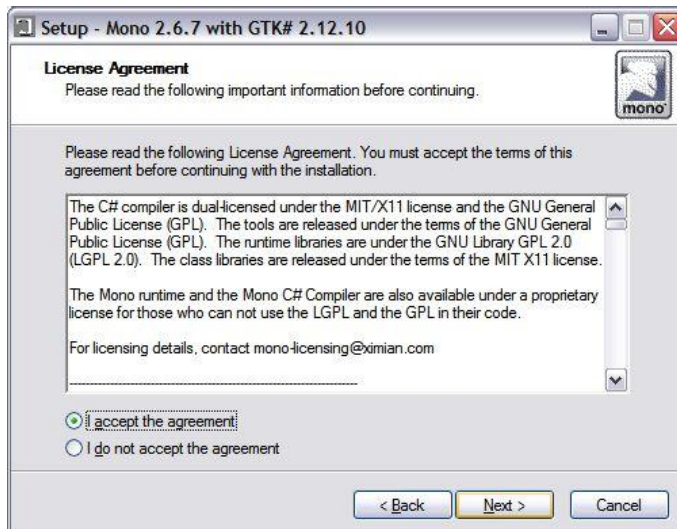 Setup - Mono 2.6.7 with GTK# 2.12.10
License Agreement
Please read the following important information before continuing.
mono
Please read the following License Agreement. You must accept the terms of this
agreement before continuing with the installation.
The C# compiler is dual-licensed under the MIT/X11 license and the GNU General
Public License (GPL). The tools are released under the terms of the GNU General
Public License (GPL). The runtime libraries are under the GNU Library GPL 2.0
(LGPL 2.0). The class libraries are released under the terms of the MIT X11 license.
The Mono runtime and the Mono C# Compiler are also available under a proprietary
license for those who can not use the LGPL and the GPL in their code.
For licensing details, contact mono-licensing@ximian.com
I accept the agreement
I do not accept the agreement
< Back
Next >
Cancel